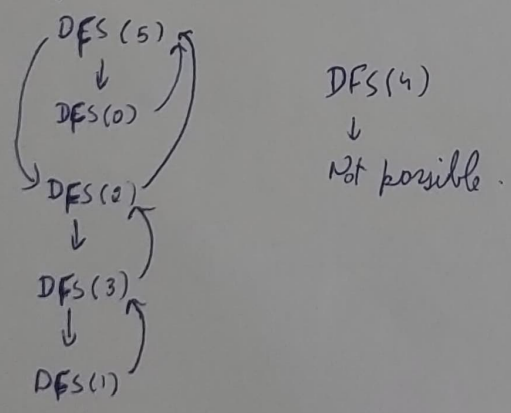 DFS(5)
DFS(0)
DFS(2)
DFS(3)
DFS(1)
DFS(4)
Not possible.